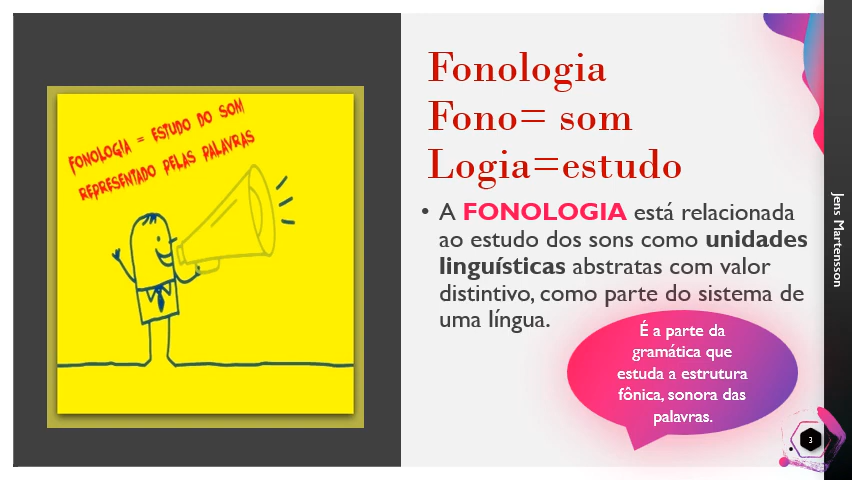 FONOLOGIA = ESTUDO DO SOM
REPRESENTADO PELAS PALAVRAS
Fonologia
Fono= som
Logia=estudo
• A FONOLOGIA está relacionada
ao estudo dos sons como unidades
linguísticas abstratas com valor
distintivo, como parte do sistema de
uma língua.
É a parte da
gramática que
estuda a estrutura
fônica, sonora das
palavras.
Jens Martensson
3